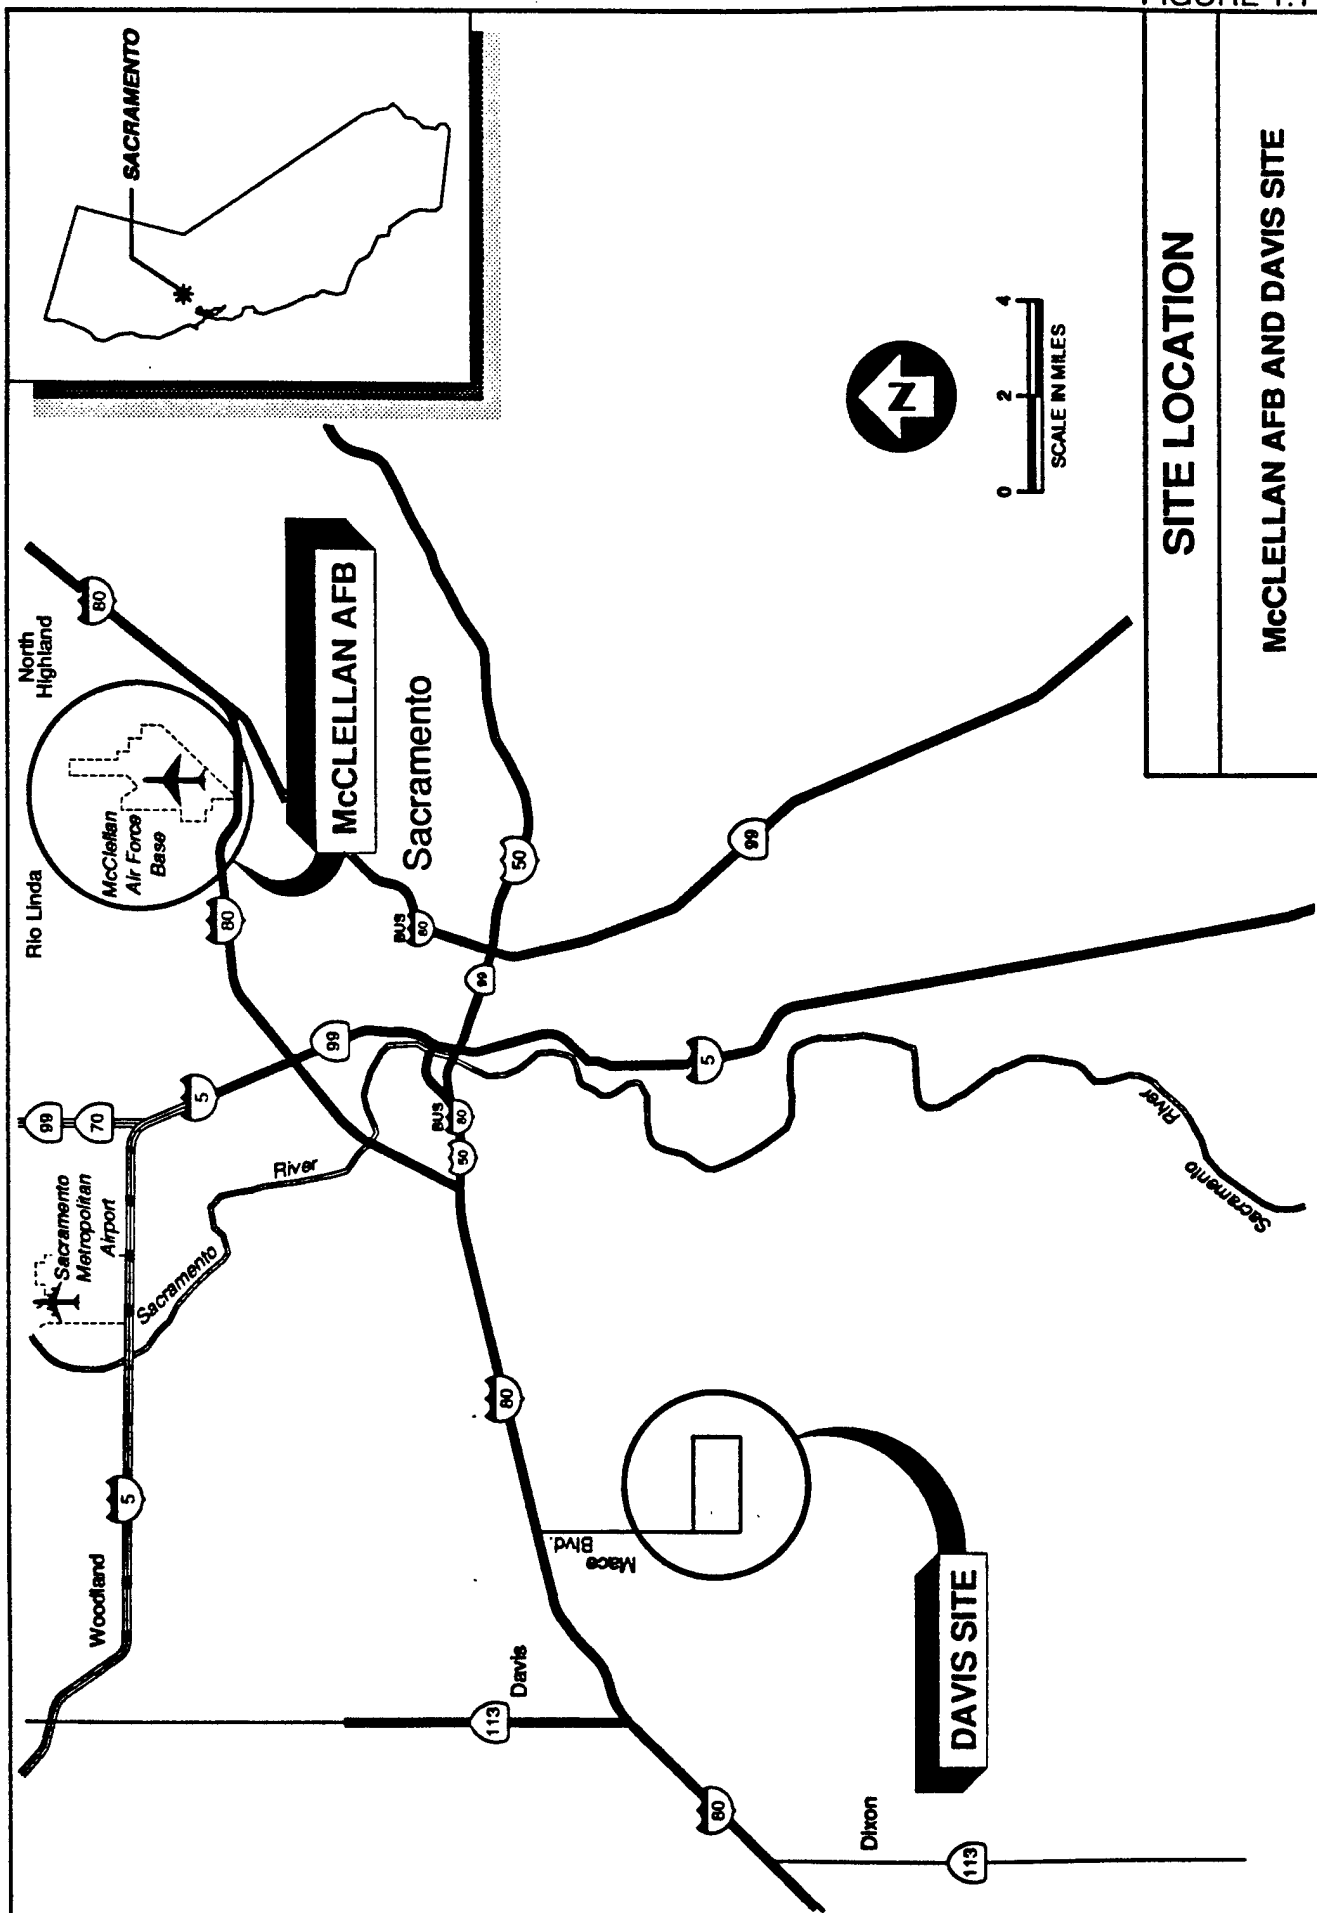 FIGURE 1.1
SACRAMENTO
North
Highland
80
Rio Linda
McClellan
Air Force
Base
80
McCLELLAN AFB
Sacramento
BUS
80
50
99
99
99
70
5
99
Sacramento
Metropolitan
Airport
Sacramento
River
BUS
80
50
5
5
Woodland
80
Mace
Blvd.
113
Davis
80
DAVIS SITE
Dixon
113
Sacramento
River
N
0
2
4
SCALE IN MILES
SITE LOCATION
McCLELLAN AFB AND DAVIS SITE